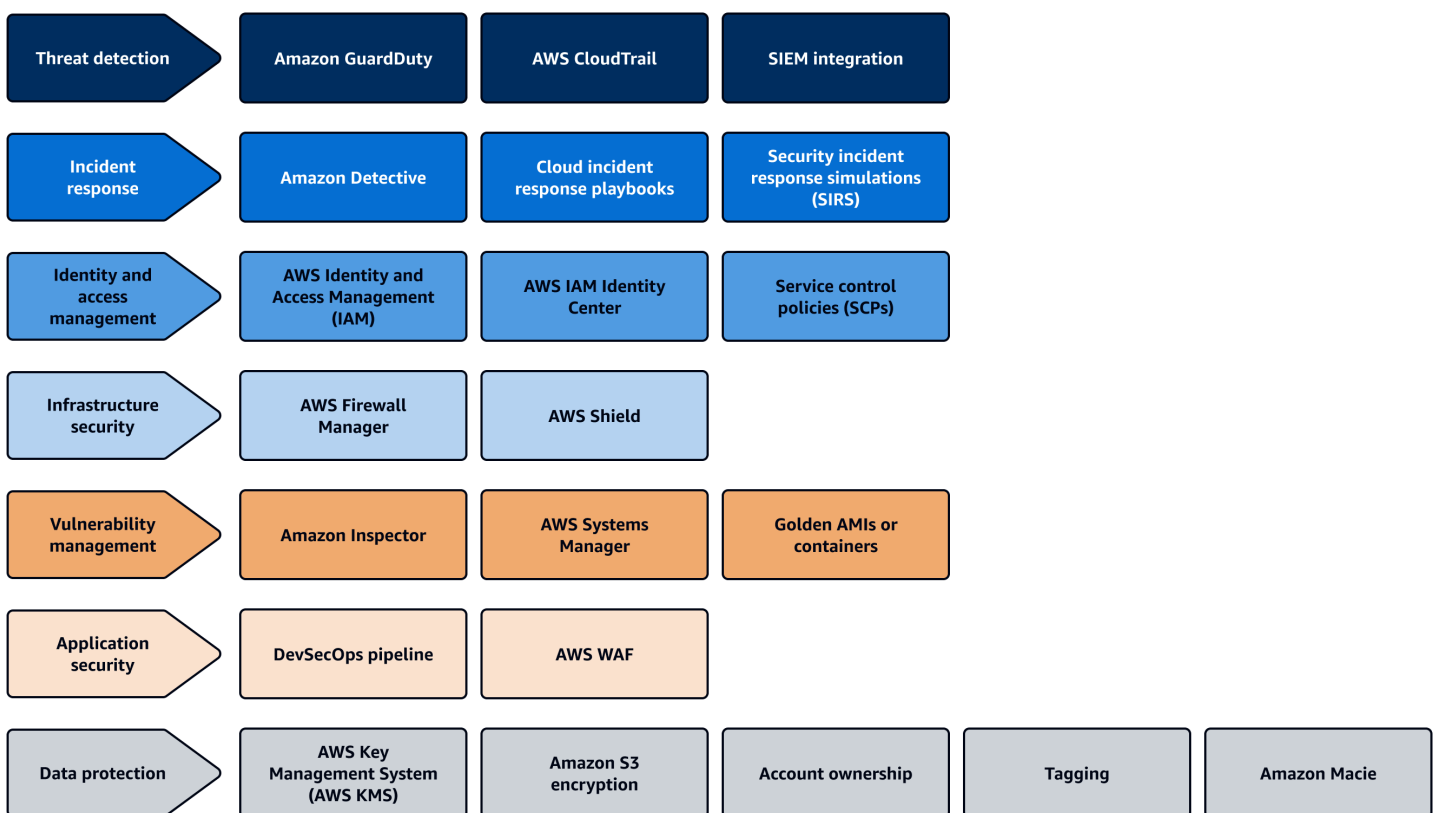 Threat detection
Amazon GuardDuty
AWS CloudTrail
SIEM integration
Incident
response
Amazon Detective
Cloud incident
response playbooks
Security incident
response simulations
(SIRS)
Identity and
access
management
AWS Identity and
Access Management
(IAM)
AWS IAM Identity
Center
Service control
policies (SCPs)
Infrastructure
security
AWS Firewall
Manager
AWS Shield
Vulnerability
management
Amazon Inspector
AWS Systems
Manager
Golden AMIs or
containers
Application
security
DevSecOps pipeline
AWS WAF
Data protection
AWS Key
Management System
(AWS KMS)
Amazon S3
encryption
Account ownership
Tagging
Amazon Macie